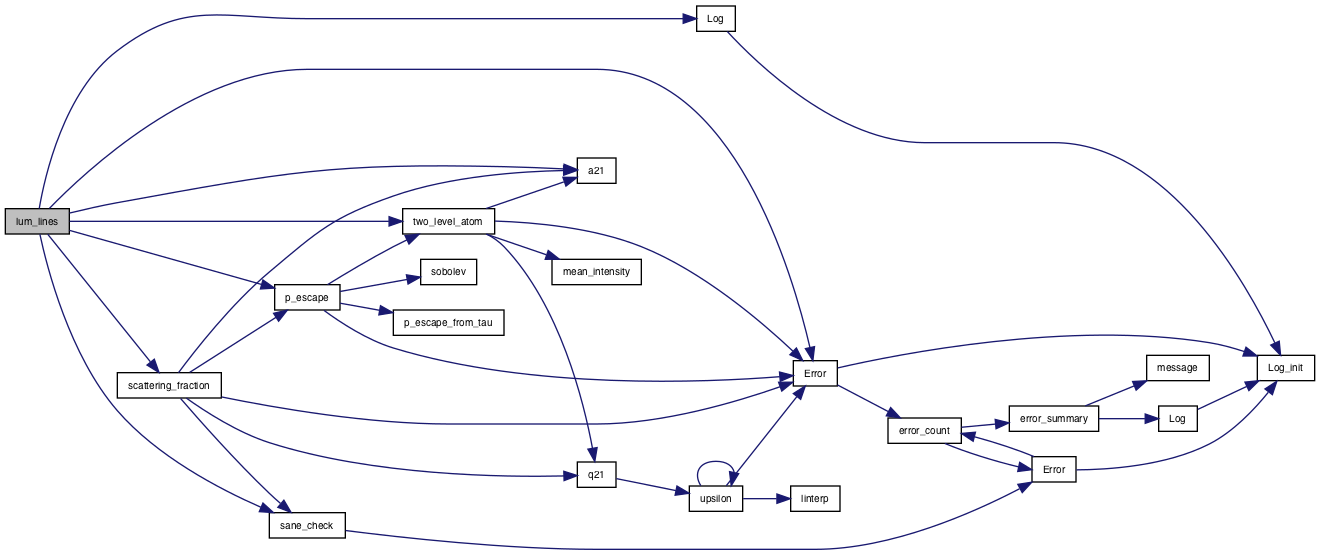 Log
a21
lum_lines
two_level_atom
sobolev
mean_intensity
p_escape
p_escape_from_tau
Error
message
Log_init
scattering_fraction
error_count
error_summary
Log
Error
q21
upsilon
linterp
sane_check